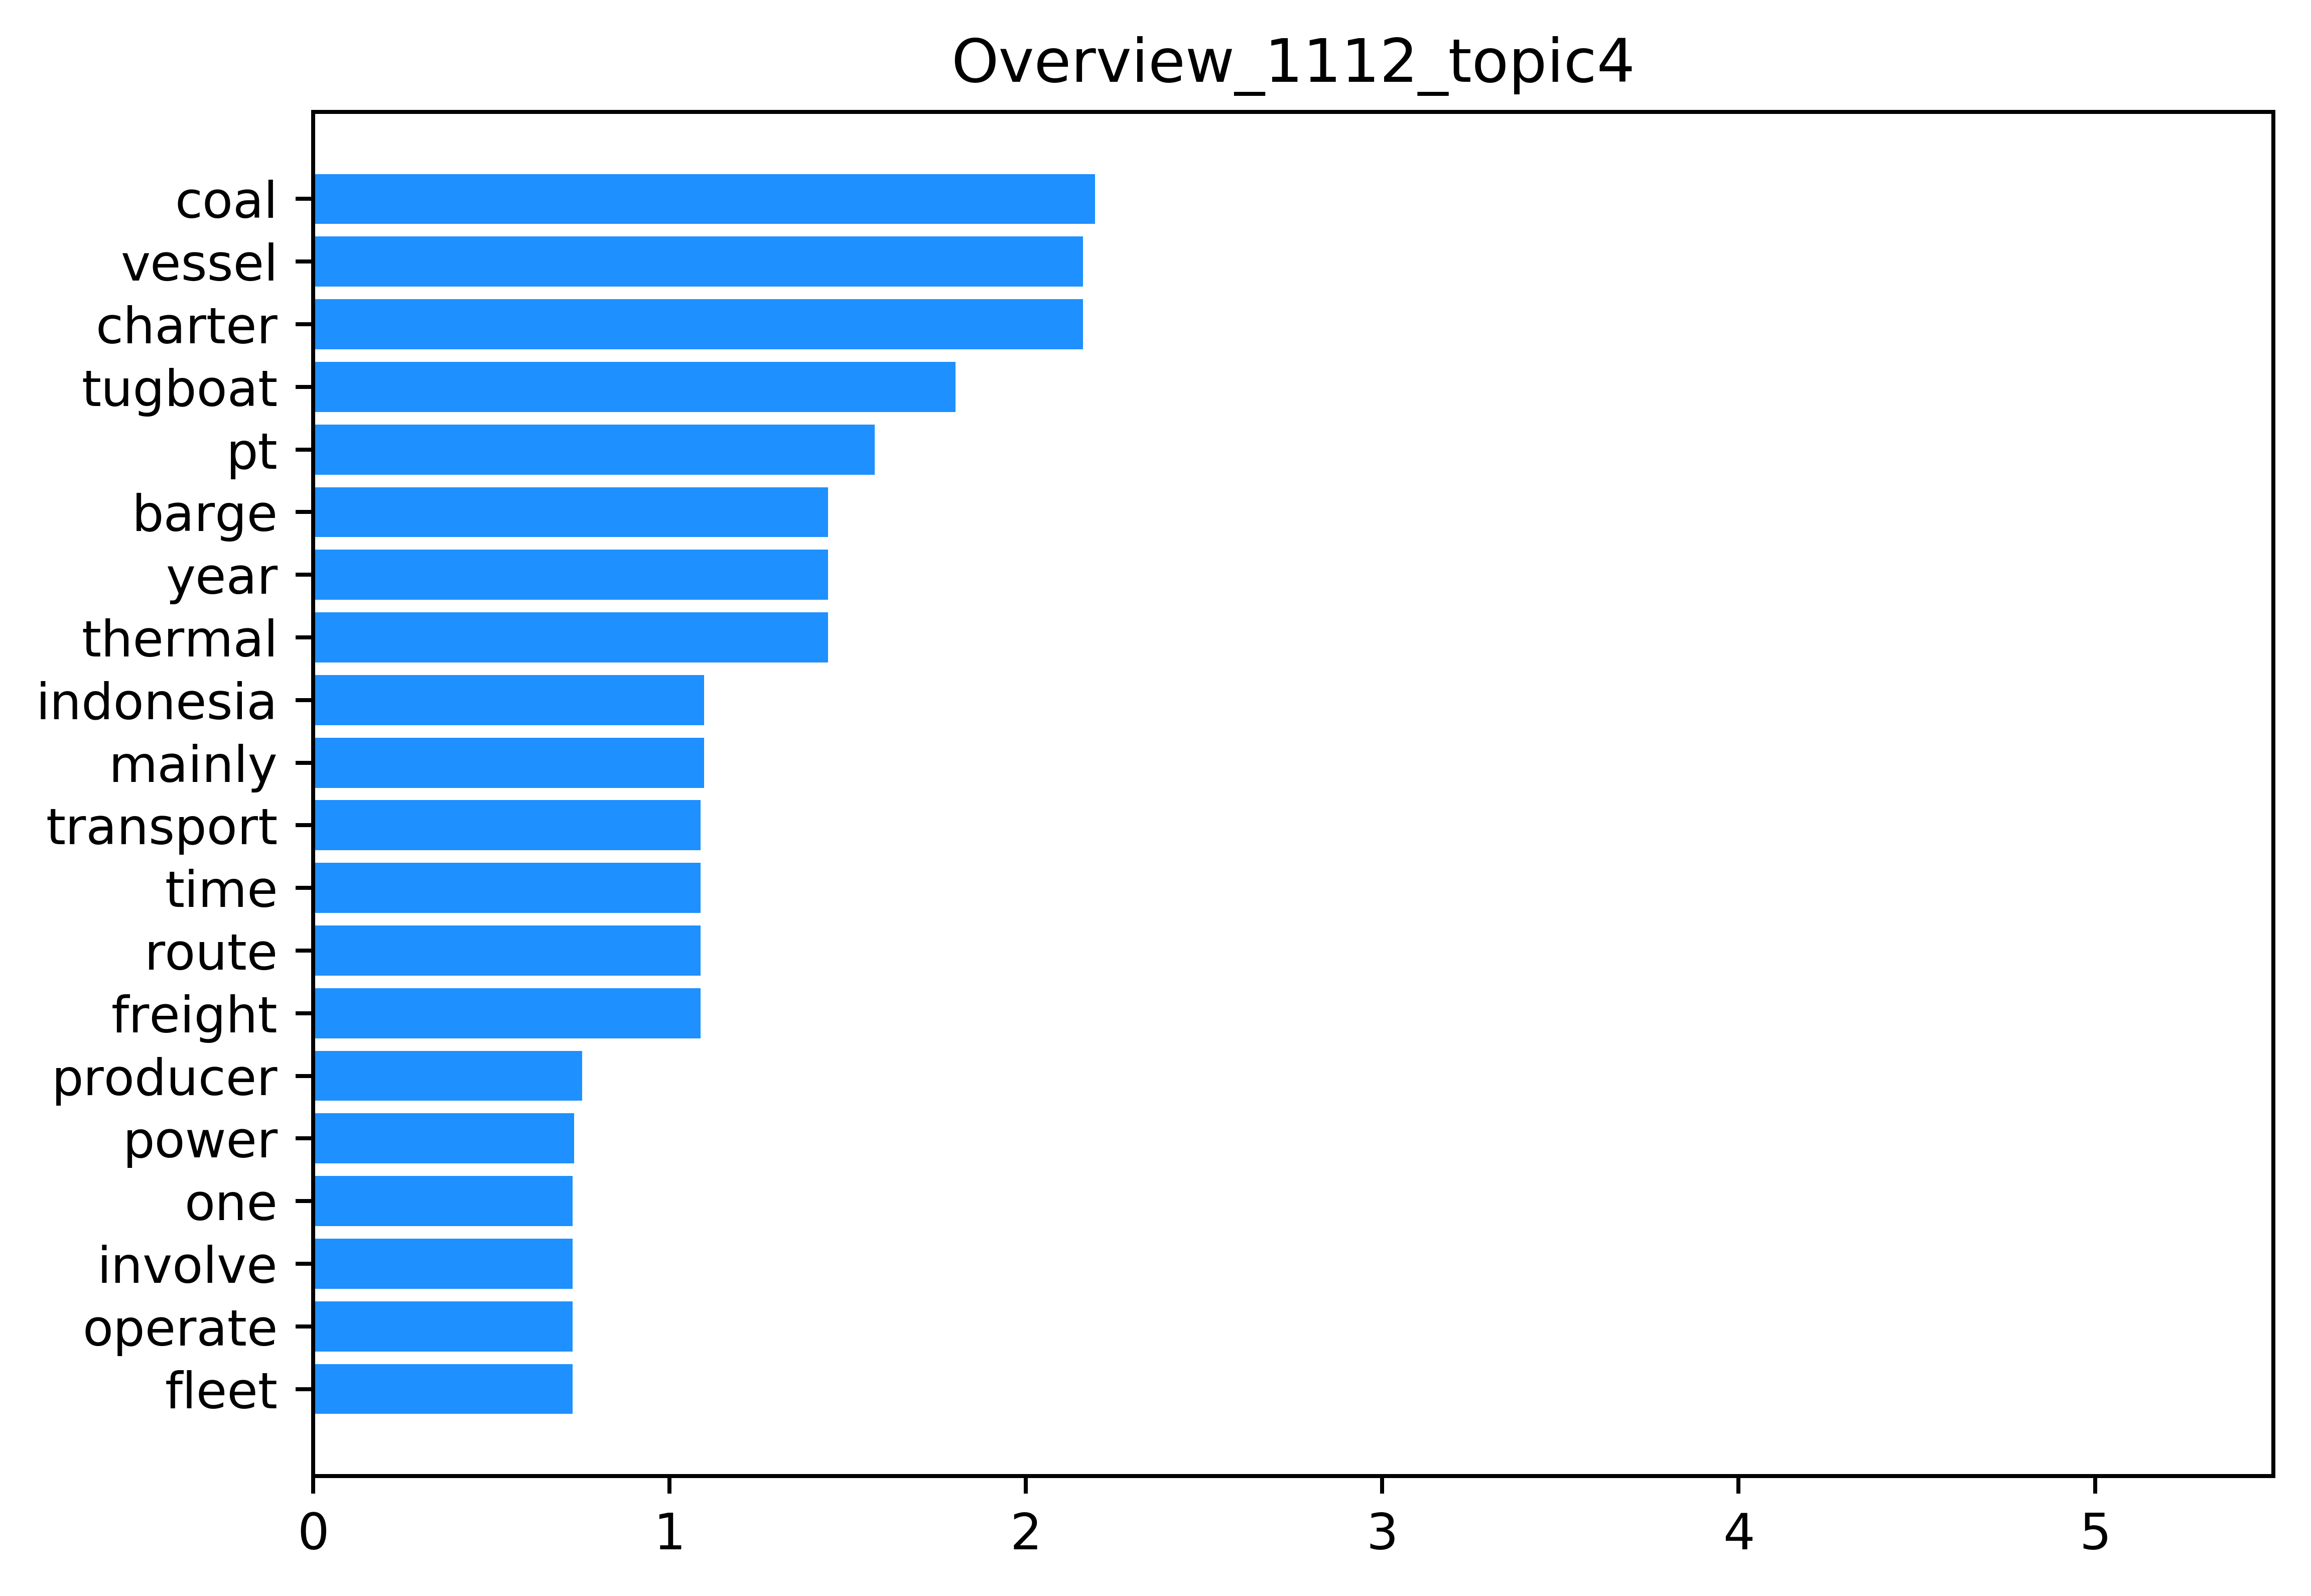 Overview_1112_topic4
coal
vessel
charter
tugboat
pt
barge
year
thermal
indonesia
mainly
transport
time
route
freight
producer
power
one
involve
operate
fleet
0 1 2 3 4 5